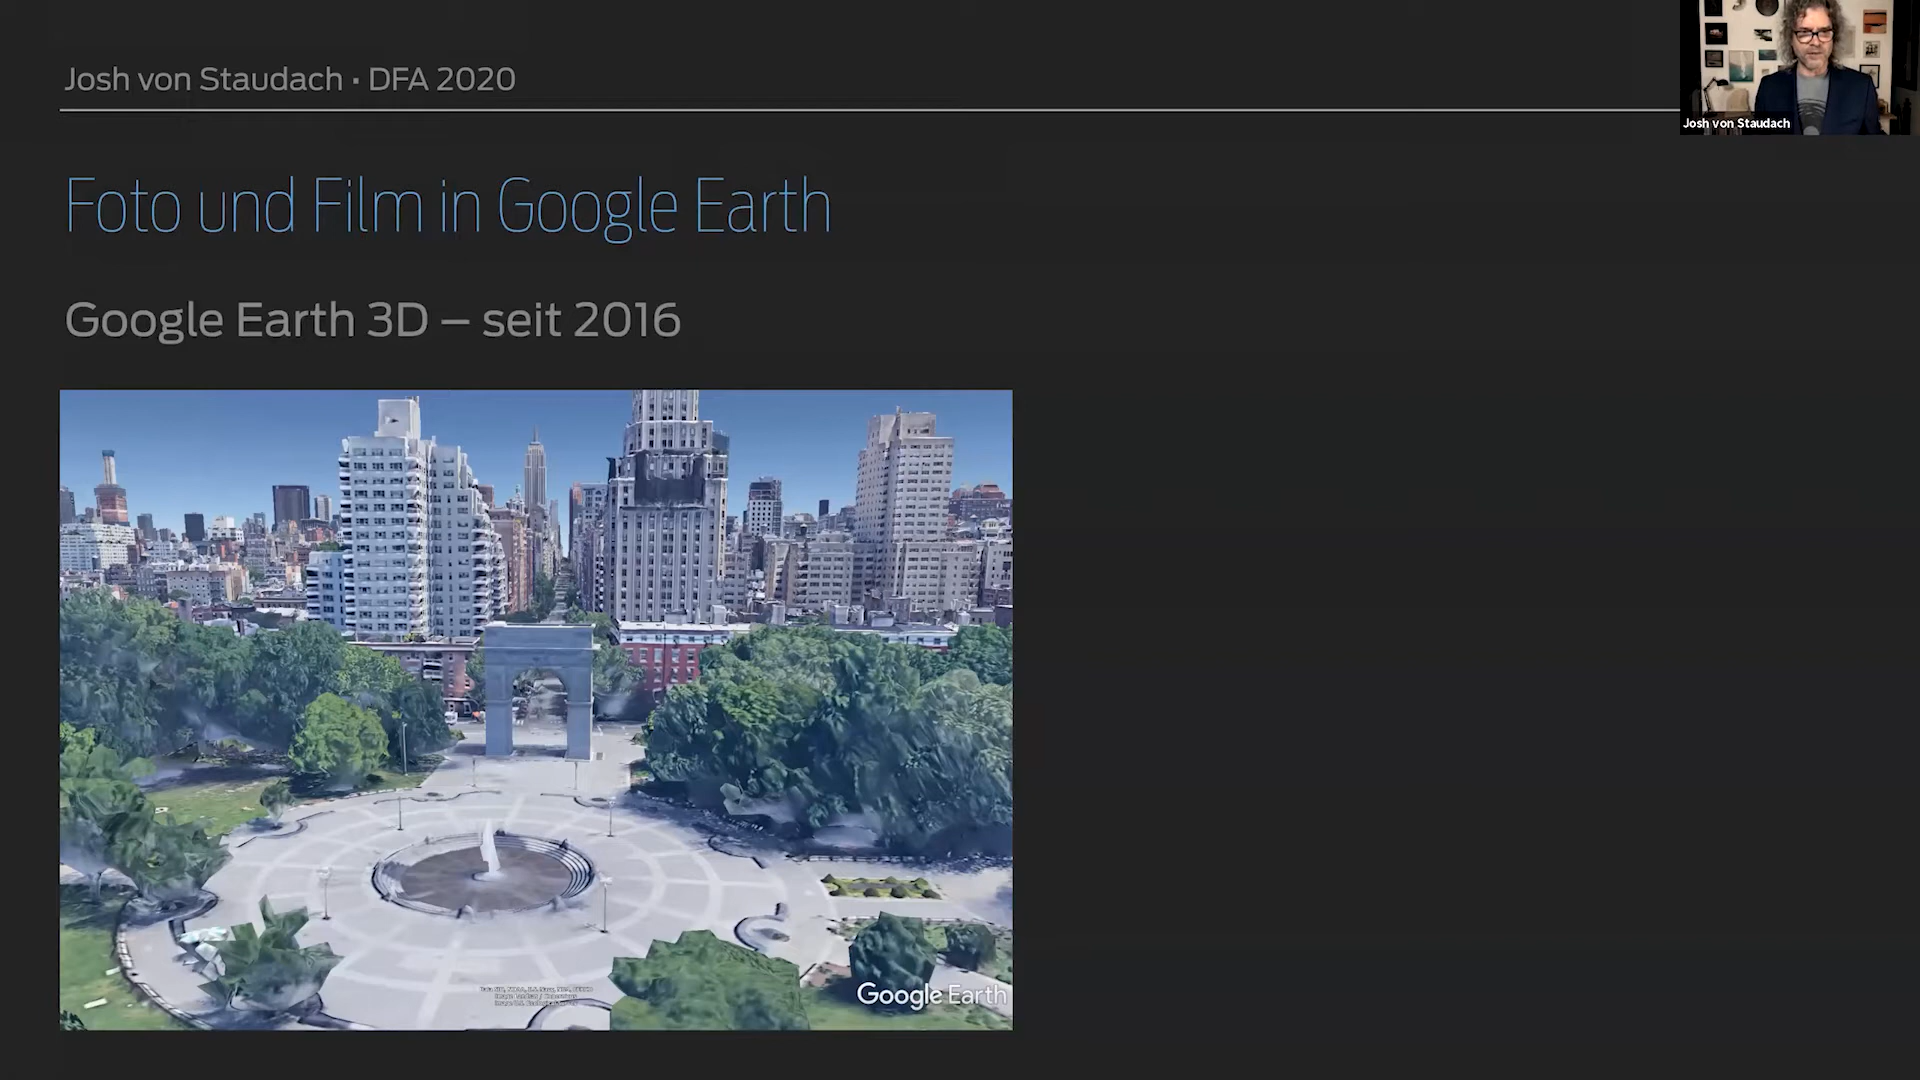 Josh von Staudach • DFA 2020
Josh von Staudach
Foto und Film in Google Earth
Google Earth 3D – seit 2016
Google Earth